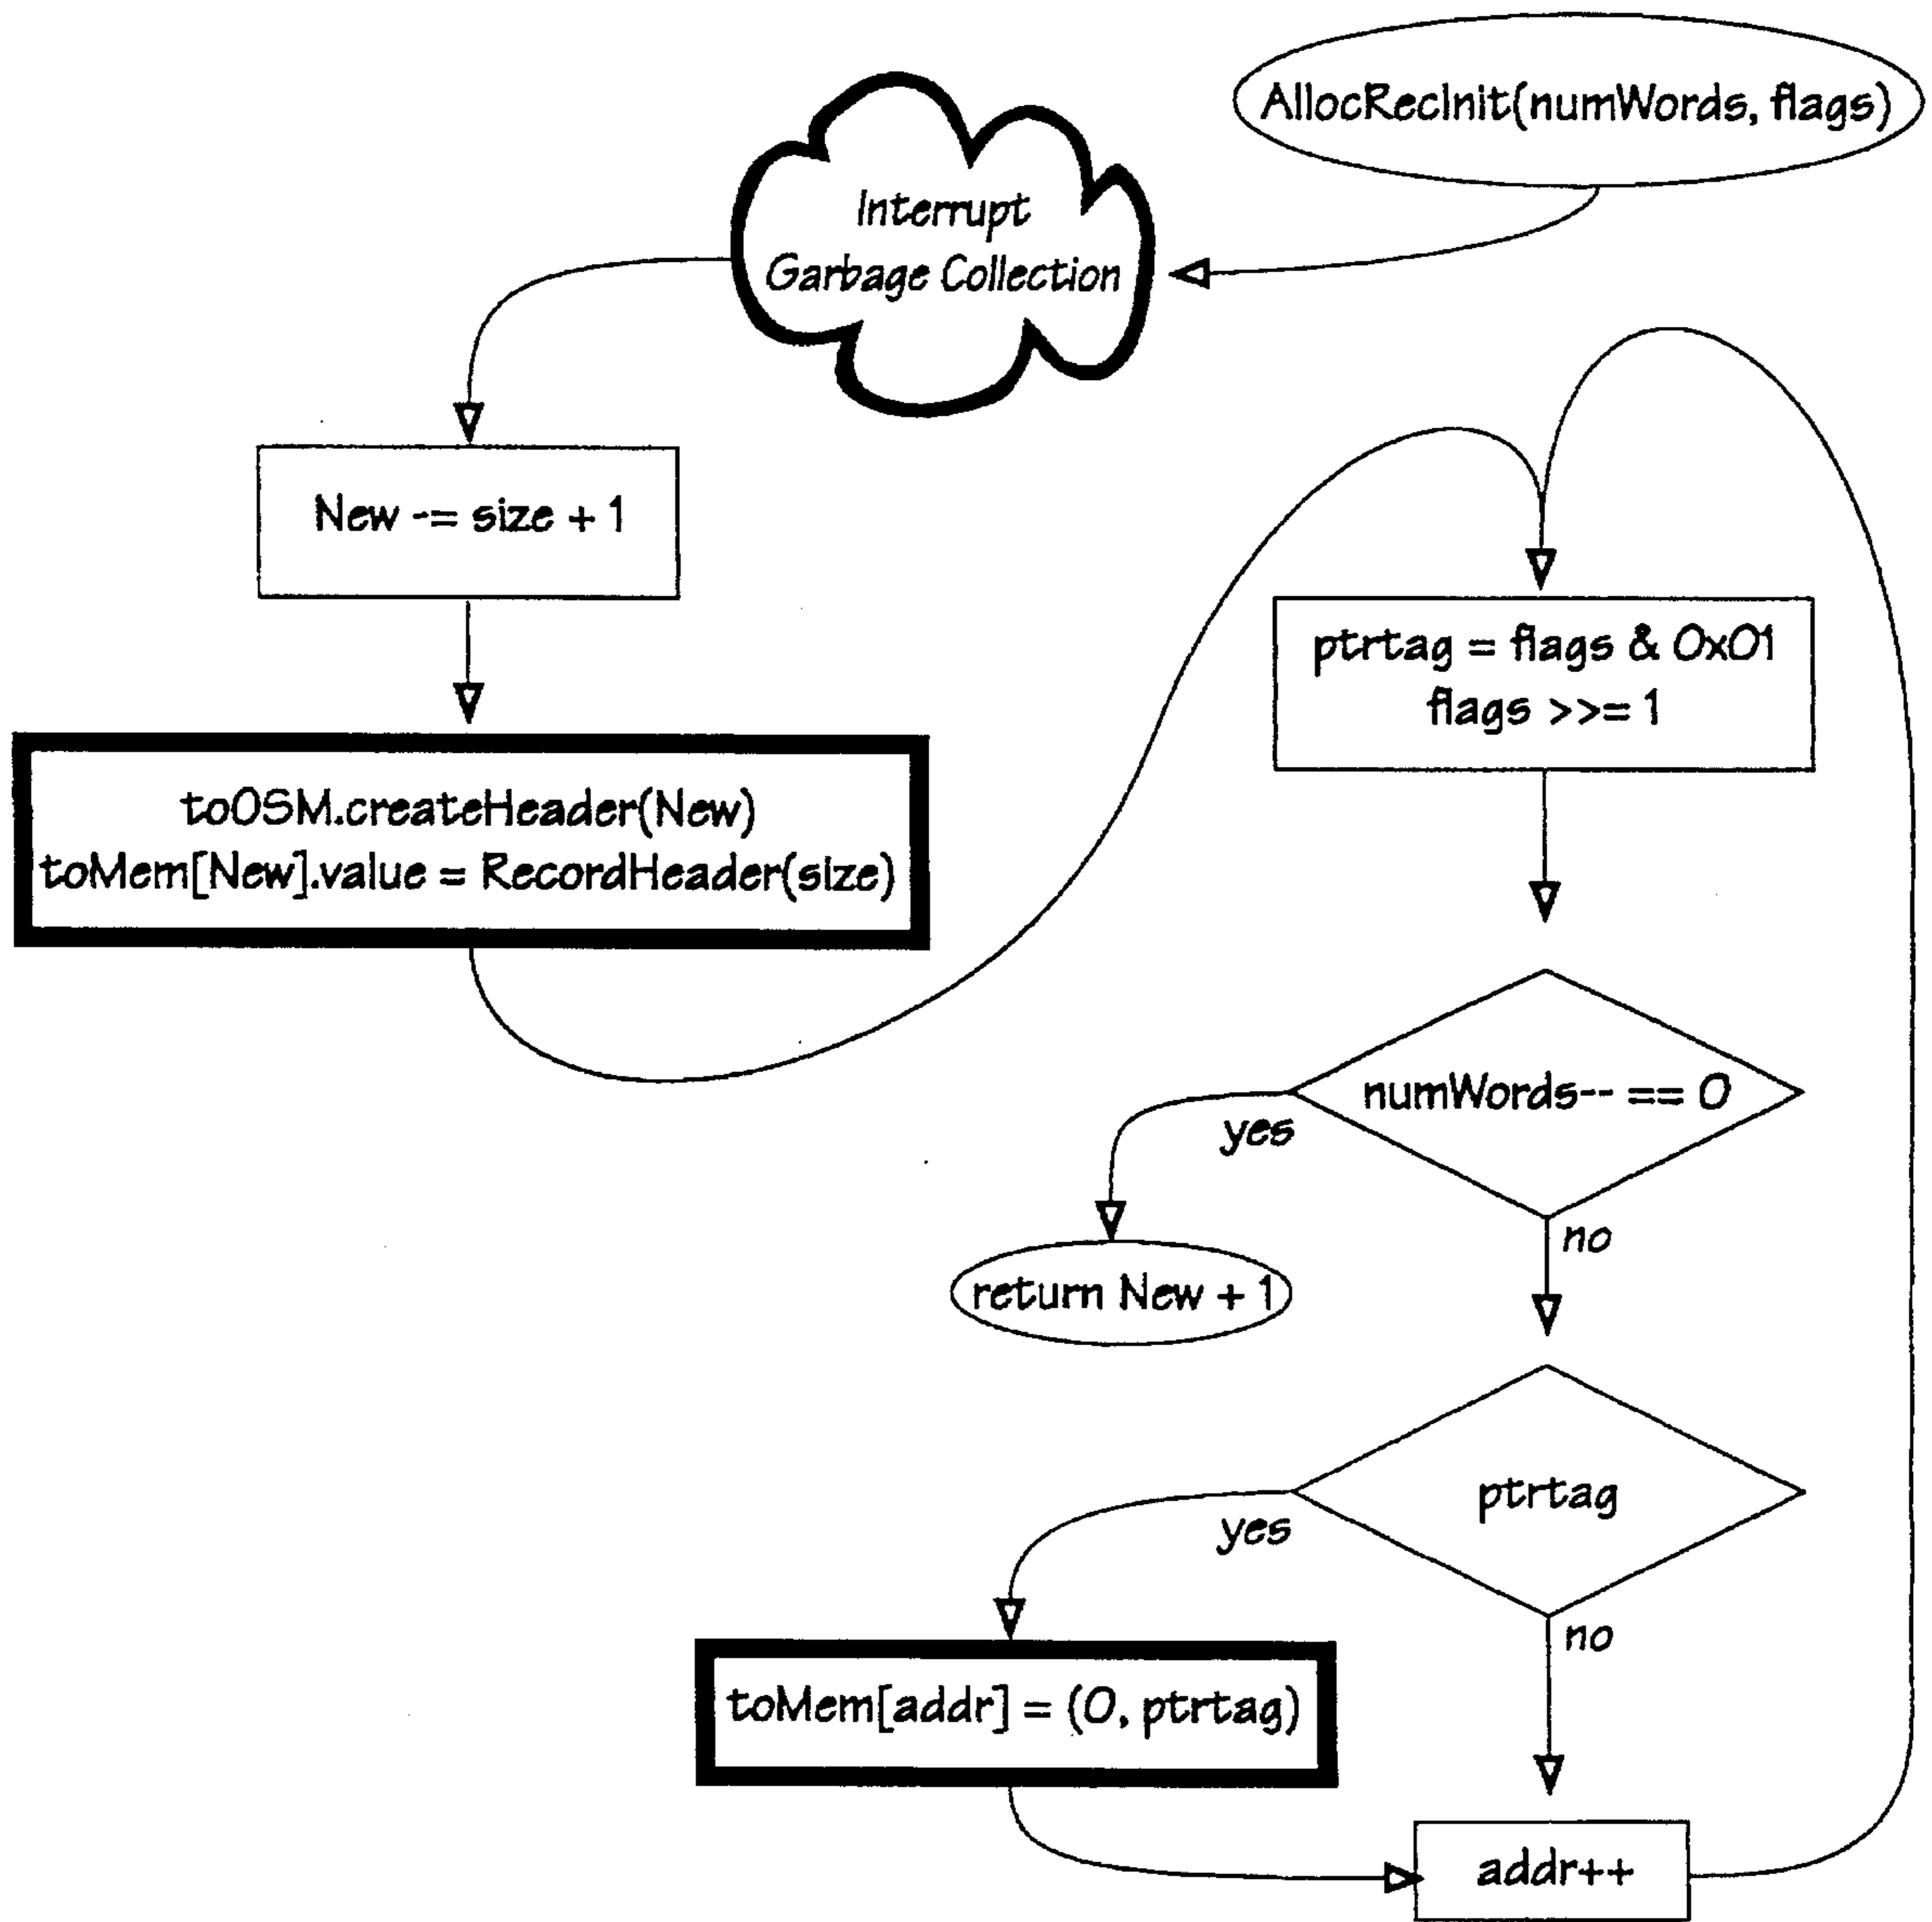 AllocRecInit(numWords, flags)
Interrupt
Garbage Collection
New -= size + 1
toOSM.createHeader(New)
toMem[New].value = RecordHeader(size)
ptrtag = flags & 0x01
flags >>= 1
numWords-- == 0
yes
no
return New + 1
ptrtag
yes
no
toMem[addr] = (0, ptrtag)
addr++